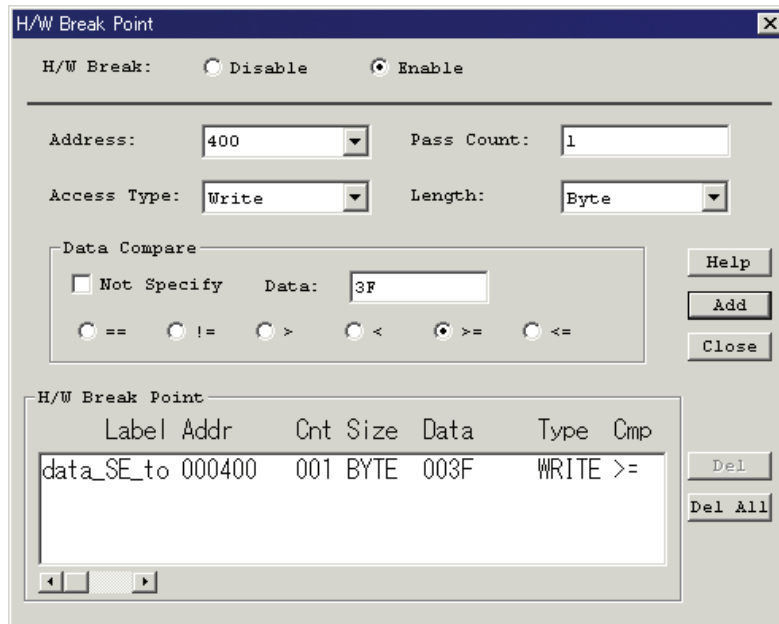 H/W Break Point
H/W Break: Disable Enable
Address: 400 Pass Count: 1
Access Type: Write Length: Byte
Data Compare
Not Specify Data: 3F
== != > < >= <=
Help
Add
Close
H/W Break Point
Label Addr Cnt Size Data Type Cmp
data_SE_to 000400 001 BYTE 003F WRITE >=
Del
Del All